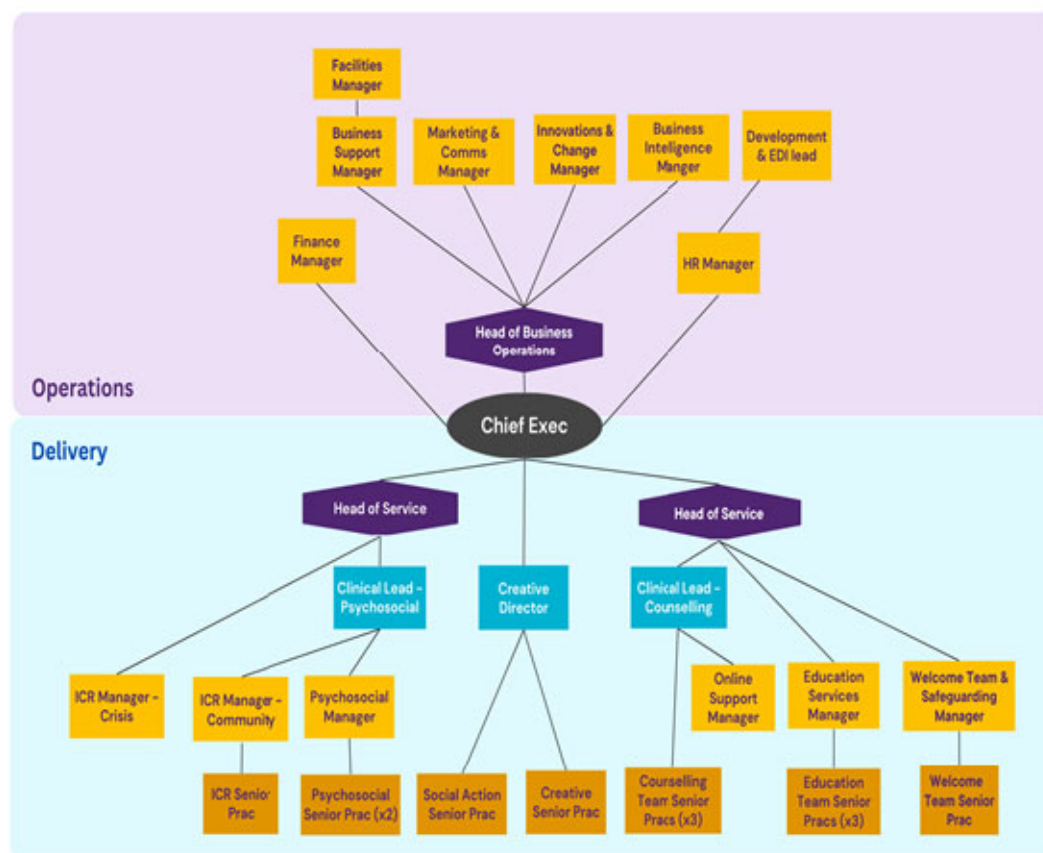 Facilities
Manager
Business
Support
Manager
Marketing &
Comms
Manager
Innovations &
Change
Manager
Business
Intelligence
Manger
Development
& EDI lead
Finance
Manager
HR Manager
Head of Business
Operations
Operations
Chief Exec
Delivery
Head of Service
Head of Service
Clinical Lead -
Psychosocial
Creative
Director
Clinical Lead -
Counselling
ICR Manager -
Crisis
ICR Manager -
Community
Psychosocial
Manager
Online
Support
Manager
Education
Services
Manager
Welcome Team &
Safeguarding
Manager
ICR Senior
Prac
Psychosocial
Senior Prac (x2)
Social Action
Senior Prac
Creative
Senior Prac
Counselling
Team Senior
Pracs (x3)
Education
Team Senior
Pracs (x3)
Welcome
Team Senior
Prac